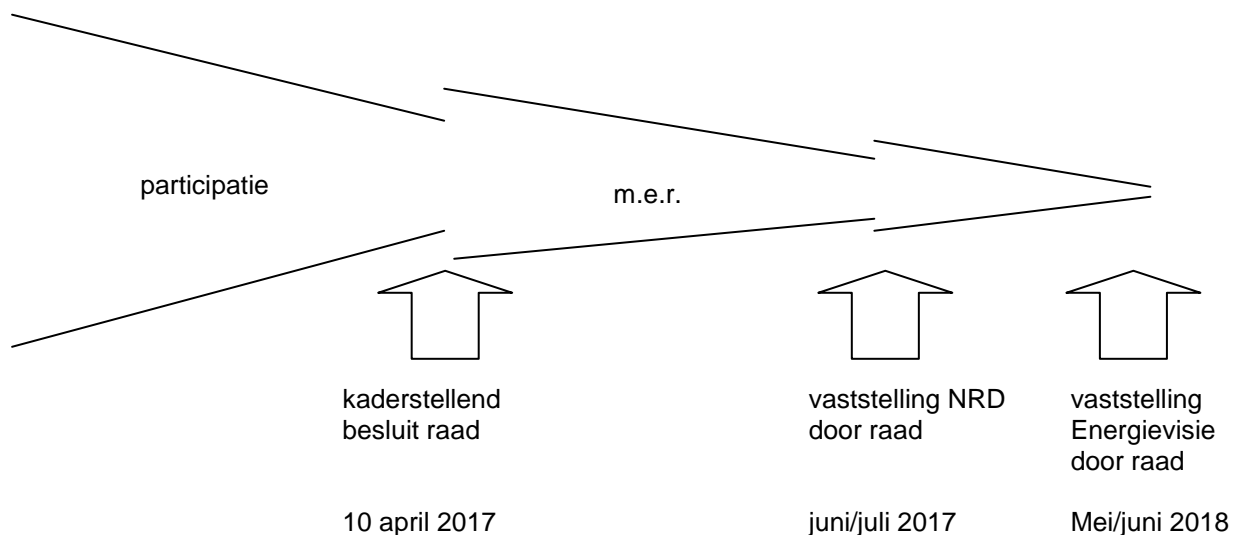 participatie
m.e.r.
kaderstellend
besluit raad
10 april 2017
vaststelling NRD
door raad
juni/juli 2017
vaststelling
Energievisie
door raad
Mei/juni 2018